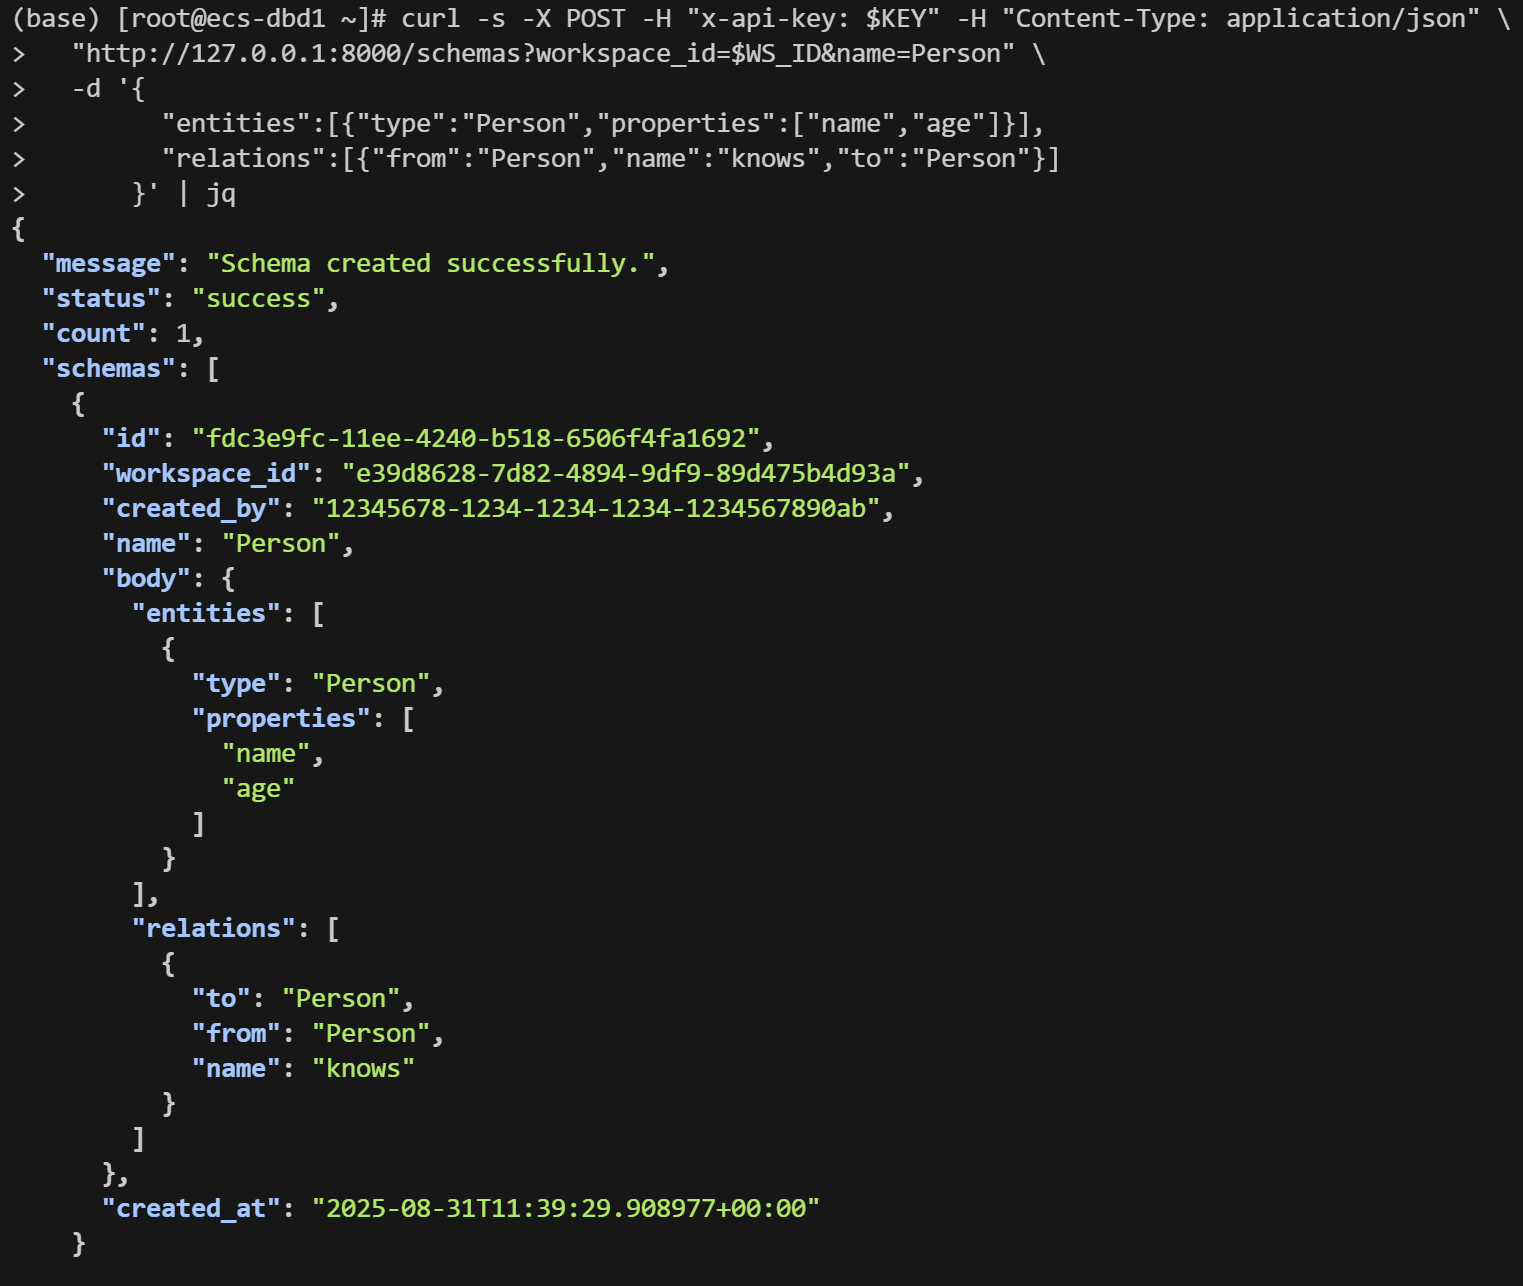 (base) [root@ecs-dbd1 ~]# curl -s -X POST -H "x-api-key: $KEY" -H "Content-Type: application/json" \
>   "http://127.0.0.1:8000/schemas?workspace_id=$WS_ID&name=Person" \
>   -d '{
>         "entities":[{"type":"Person","properties":["name","age"]}],
>         "relations":[{"from":"Person","name":"knows","to":"Person"}]
>       }' | jq
{
  "message": "Schema created successfully.",
  "status": "success",
  "count": 1,
  "schemas": [
    {
      "id": "fdc3e9fc-11ee-4240-b518-6506f4fa1692",
      "workspace_id": "e39d8628-7d82-4894-9df9-89d475b4d93a",
      "created_by": "12345678-1234-1234-1234-1234567890ab",
      "name": "Person",
      "body": {
        "entities": [
          {
            "type": "Person",
            "properties": [
              "name",
              "age"
            ]
          }
        ],
        "relations": [
          {
            "to": "Person",
            "from": "Person",
            "name": "knows"
          }
        ]
      },
      "created_at": "2025-08-31T11:39:29.908977+00:00"
    }